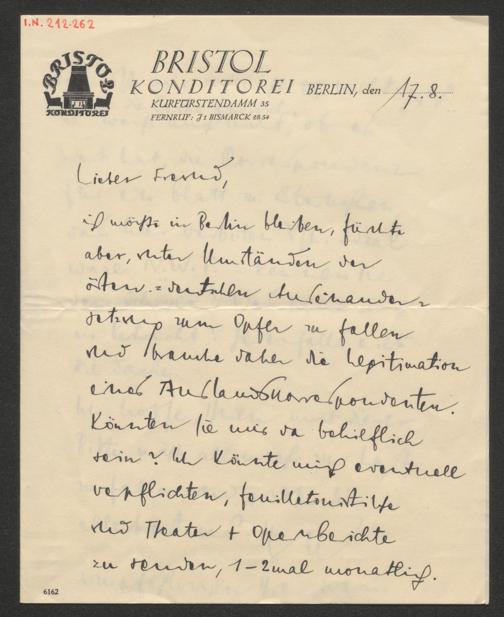 I.N. 212.262
BRISTOL
KONDITOREI
BRISTOL
KONDITOREI
KURFÜRSTENDAMM 35
FERNRUF: J 1 BISMARCK 28 54
BERLIN, den 17.8.
Lieber Freund,
ich möchte in Berlin bleiben, fürchte
aber, unter Umständen der
österr.=deutschen Auseinander=
setzung zum Opfer zu fallen
und brauche daher die Legitimation
eines Auslandskorrespondenten.
Könnten Sie mir da behilflich
sein? Ich könnte mich eventuell
verpflichten, feuilletonistische
und Theater + Opernberichte
zu senden, 1-2mal monatlich.
6162